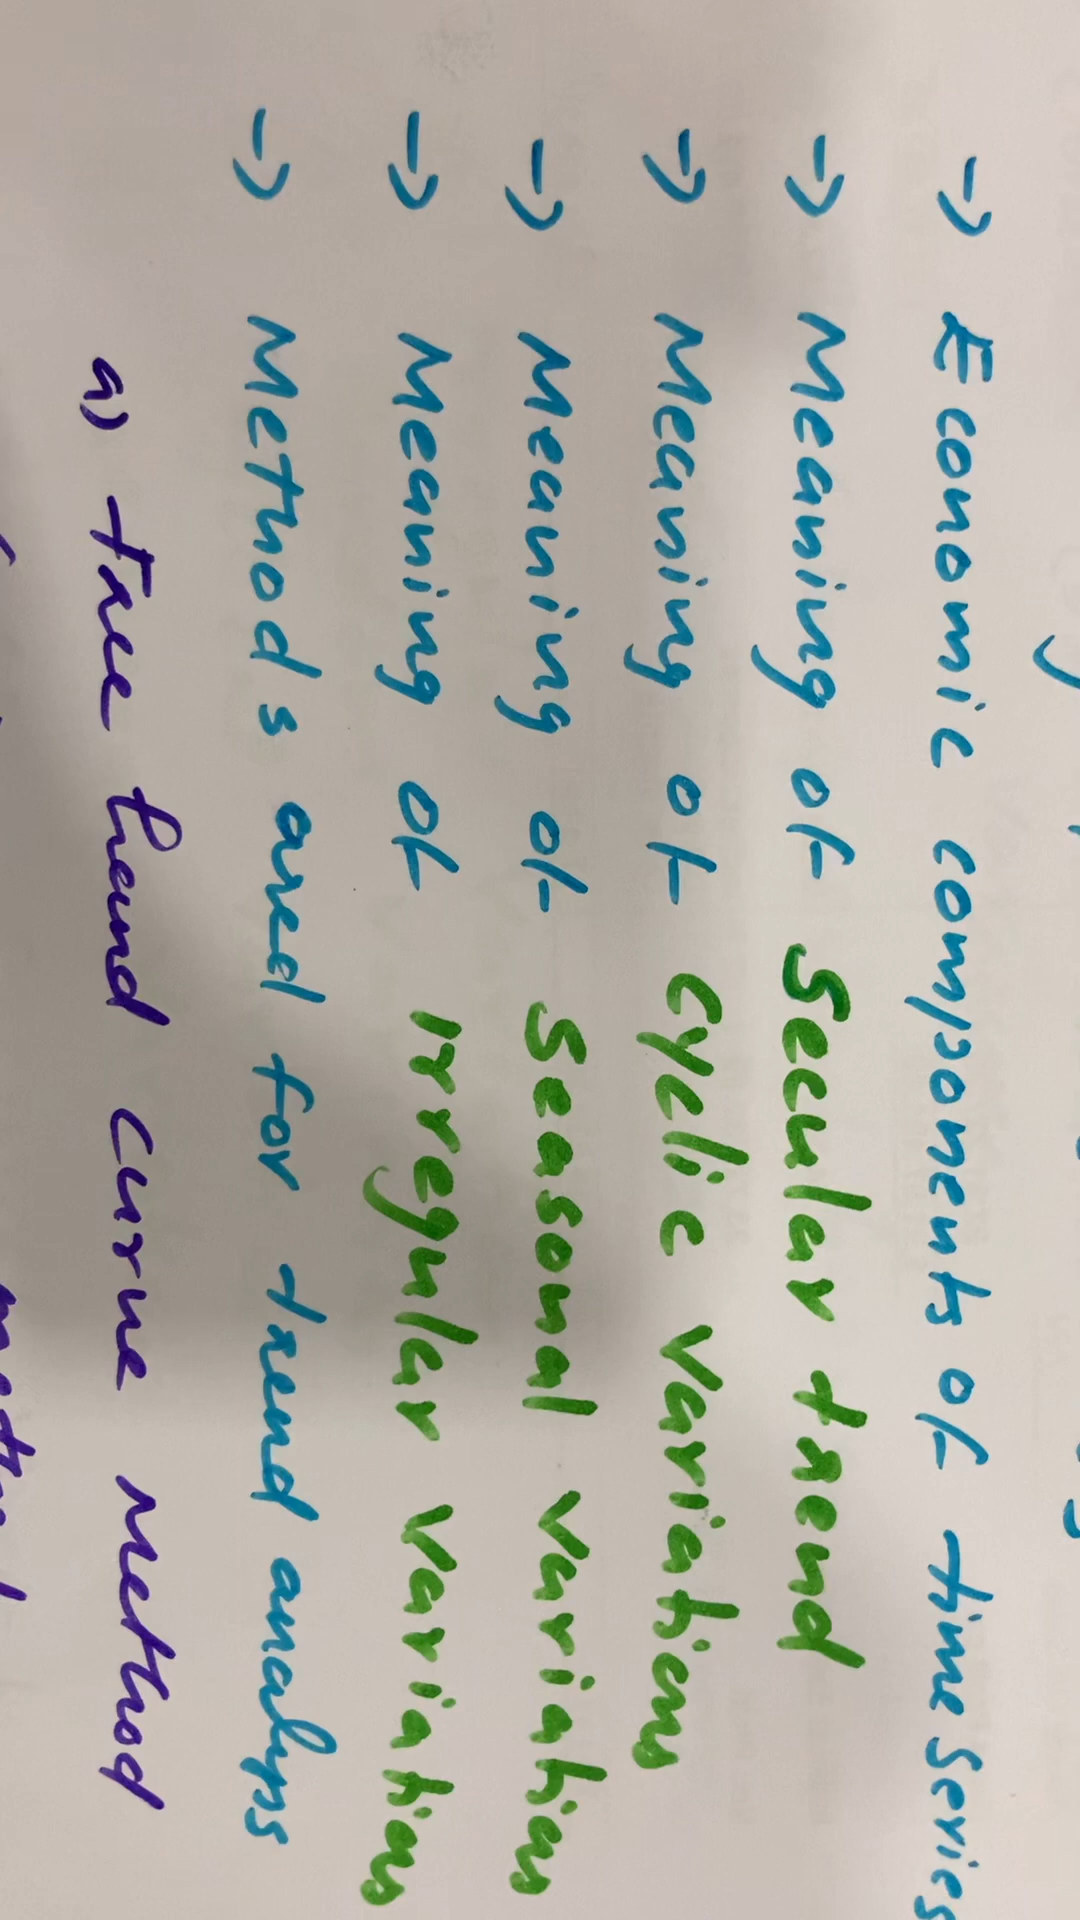 → Economic components of time series
→ Meaning of Secular trend
→ Meaning of cyclic variations
→ Meaning of Seasonal variations
→ Meaning of irregular variations
→ Methods used for trend analys
a) free hand curve method